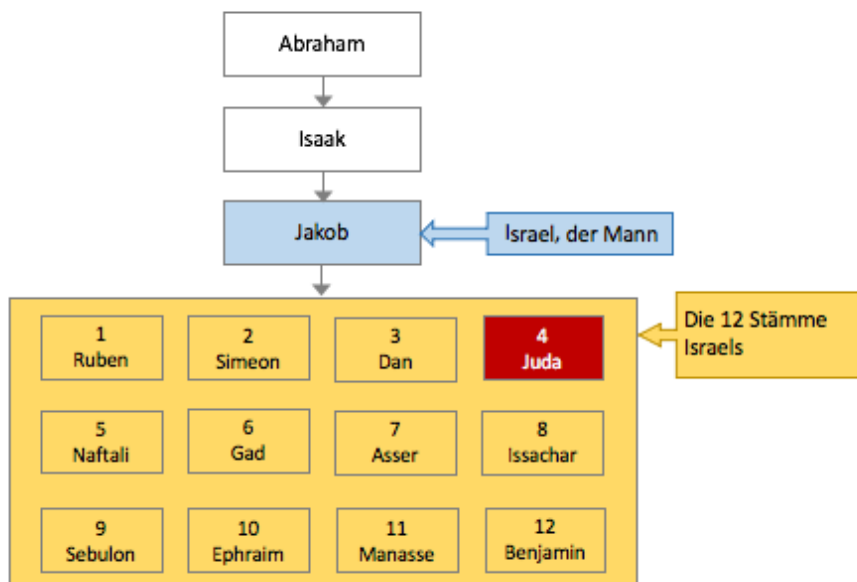 Abraham
Isaak
Jakob
Israel, der Mann
Die 12 Stämme
Israels
1
Ruben
2
Simeon
3
Dan
4
Juda
5
Naftali
6
Gad
7
Asser
8
Issachar
9
Sebulon
10
Ephraim
11
Manasse
12
Benjamin